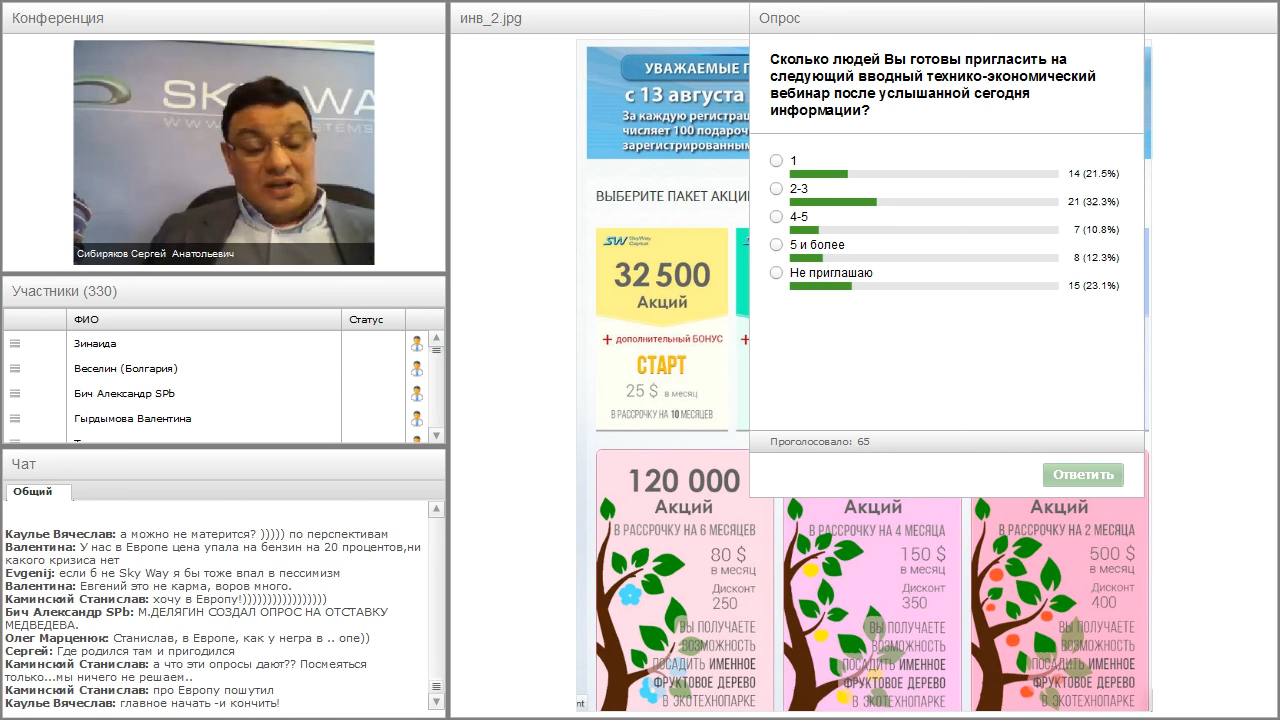 Конференция
SKYWAY
Сибиряков Сергей Анатольевич
Участники (330)
ФИО
Статус
Зинаида
Веселин (Болгария)
Бич Александр SPb
Гырдымова Валентина
Чат
Общий
Каулье Вячеслав: а можно не матерится? ))))) по перспективам
Валентина: У нас в Европе цена упала на бензин на 20 процентов,ни
какого кризиса нет
Evgenij: если б не Sky Way я бы тоже впал в пессимизм
Валентина: Евгений это не карма, воров много.
Каминский Станислав: хочу в Европу!)))))))))))))))))
Бич Александр SPb: М.ДЕЛЯГИН СОЗДАЛ ОПРОС НА ОТСТАВКУ
МЕДВЕДЕВА.
Олег Марценюк: Станислав, в Европе, как у негра в .. опе))
Сергей: Где родился там и пригодился
Каминский Станислав: а что эти опросы дают?? Посмеяться
только...мы ничего не решаем..
Каминский Станислав: пре Европу пошутил
Каулье Вячеслав: главное начать -и кончить!
инв_2.jpg
УВАЖАЕМЫЕ
с 13 августа
За каждую регистрац
числяет 100 подароч
зарегистрированным
ВЫБЕРИТЕ ПАКЕТ АКЦИ
SW SkyWay
Capital
32 500
Акций
+ дополнительный БОНУС
СТАРТ
25 $ в месяц
В РАССРОЧКУ НА 10 МЕСЯЦЕВ
+
Опрос
Сколько людей Вы готовы пригласить на
следующий вводный технико-экономический
вебинар после услышанной сегодня
информации?
1
14 (21.5%)
2-3
21 (32.3%)
4-5
7 (10.8%)
5 и более
8 (12.3%)
Не приглашаю
15 (23.1%)
Проголосовало: 65
Ответить
120 000
Акций
В РАССРОЧКУ НА 6 МЕСЯЦЕВ
80 $
в месяц
Дисконт
250
ВЫ ПОЛУЧАЕТЕ
ВОЗМОЖНОСТЬ
ПОСАДИТЬ ИМЕННОЕ
ФРУКТОВОЕ ДЕРЕВО
В ЭКОТЕХНОПАРКЕ
Акций
В РАССРОЧКУ НА 4 МЕСЯЦА
150 $
в месяц
Дисконт
350
ВЫ ПОЛУЧАЕТЕ
ВОЗМОЖНОСТЬ
ПОСАДИТЬ ИМЕННОЕ
ФРУКТОВОЕ ДЕРЕВО
В ЭКОТЕХНОПАРКЕ
Акций
В РАССРОЧКУ НА 2 МЕСЯЦА
500 $
в месяц
Дисконт
400
ВЫ ПОЛУЧАЕТЕ
ВОЗМОЖНОСТЬ
ПОСАДИТЬ ИМЕННОЕ
ФРУКТОВОЕ ДЕРЕВО
В ЭКОТЕХНОПАРКЕ
nt